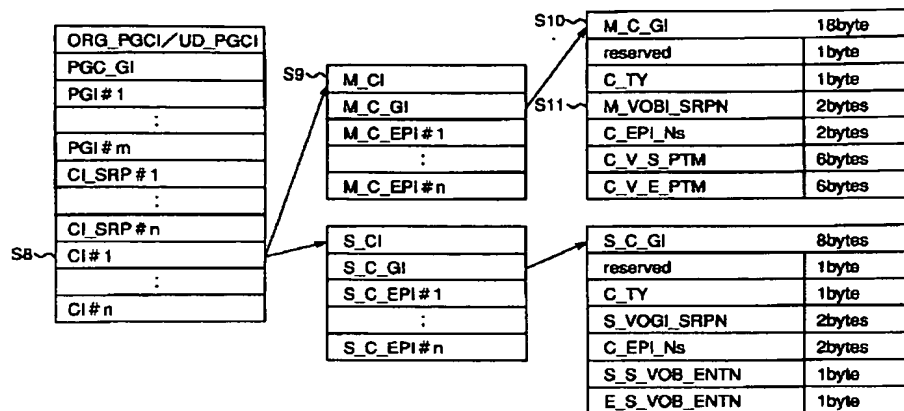 ORG_PGCI/UD_PGCI
PGC_GI
PGI#1
:
PGI#m
CI_SRP#1
:
CI_SRP#n
S8
CI#1
:
CI#n
S9
M_CI
M_C_GI
M_C_EPI#1
:
M_C_EPI#n
S_CI
S_C_GI
S_C_EPI#1
:
S_C_EPI#n
S10
M_C_GI 18byte
reserved 1byte
C_TY 1byte
S11
M_VOBI_SRPN 2bytes
C_EPI_Ns 2bytes
C_V_S_PTM 6bytes
C_V_E_PTM 6bytes
S_C_GI 8bytes
reserved 1byte
C_TY 1byte
S_VOGI_SRPN 2bytes
C_EPI_Ns 2bytes
S_S_VOB_ENTN 1byte
E_S_VOB_ENTN 1byte